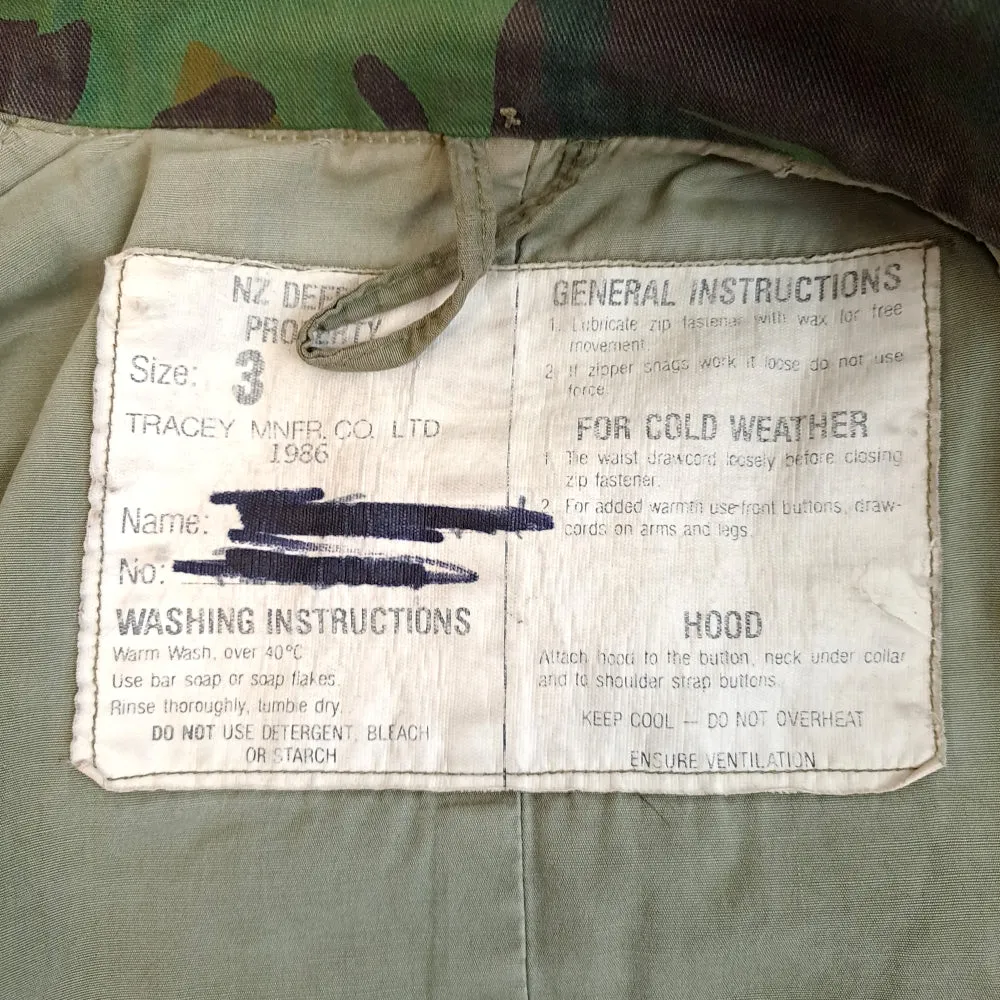 NZ DEF
PRO ERTY
Size: 3
TRACEY MNFR. CO. LTD
1986
Name:
No:
WASHING INSTRUCTIONS
Warm Wash, over 40°C
Use bar soap or soap flakes.
Rinse thoroughly, tumble dry.
DO NOT USE DETERGENT, BLEACH
OR STARCH
GENERAL INSTRUCTIONS
1. Lubricate zip fastener with wax for free
movement.
2. If zipper snags work it loose do not use
force.
FOR COLD WEATHER
1. Tie waist drawcord loosely before closing
zip fastener.
2. For added warmth use front buttons, draw-
cords on arms and legs.
HOOD
Attach hood to the button, neck under collar
and to shoulder strap buttons.
KEEP COOL — DO NOT OVERHEAT
ENSURE VENTILATION